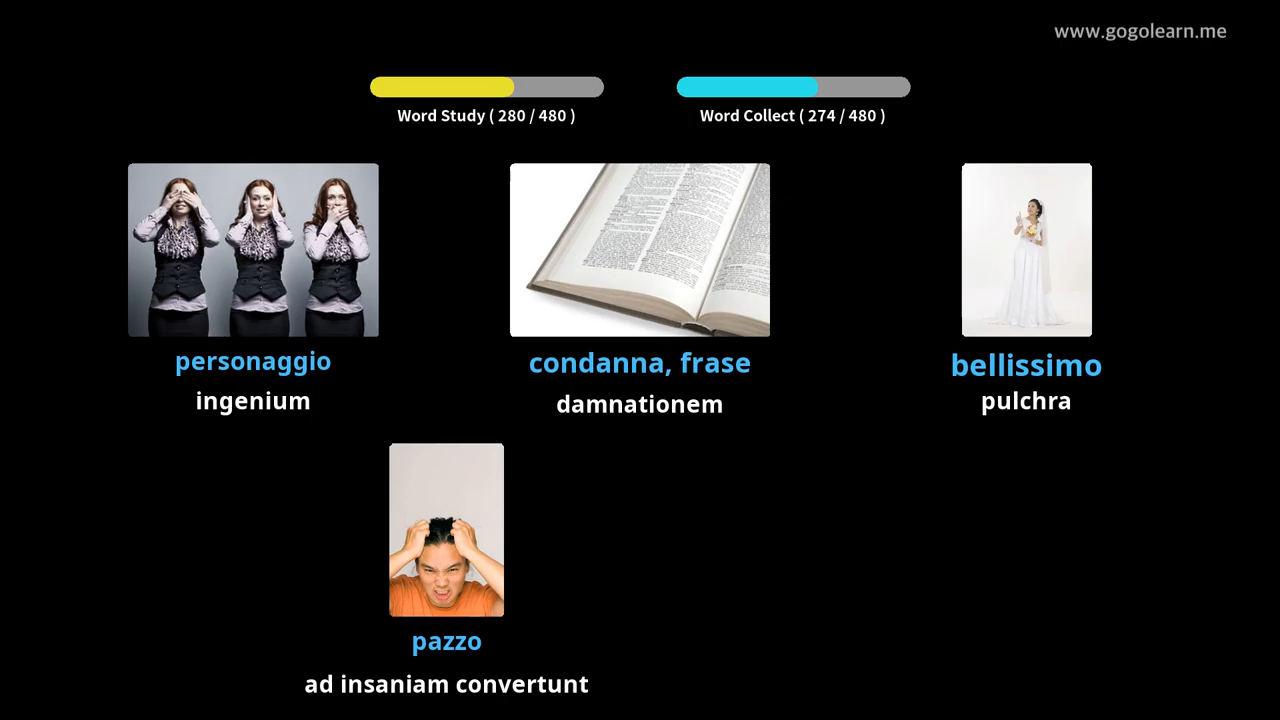 www.gogolearn.me
Word Study ( 280 / 480 )
Word Collect ( 274 / 480 )
personaggio
ingenium
condanna, frase
damnationem
bellissimo
pulchra
pazzo
ad insaniam convertunt